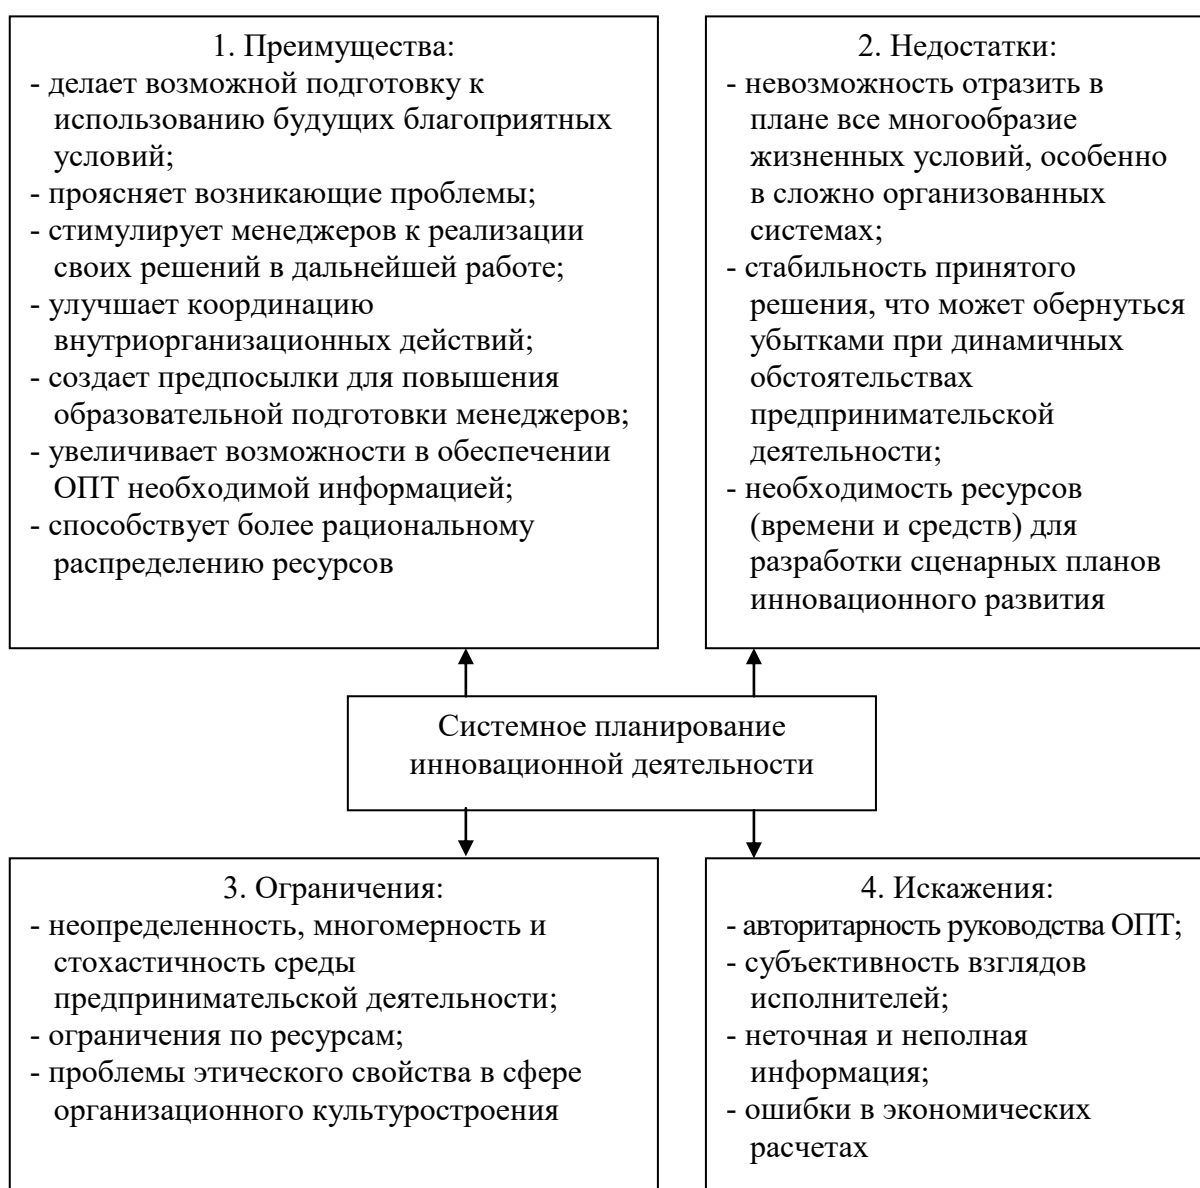 1. Преимущества:
- делает возможной подготовку к
использованию будущих благоприятных
условий;
- проясняет возникающие проблемы;
- стимулирует менеджеров к реализации
своих решений в дальнейшей работе;
- улучшает координацию
внутриорганизационных действий;
- создает предпосылки для повышения
образовательной подготовки менеджеров;
- увеличивает возможности в обеспечении
ОПТ необходимой информацией;
- способствует более рациональному
распределению ресурсов
2. Недостатки:
- невозможность отразить в
плане все многообразие
жизненных условий, особенно
в сложно организованных
системах;
- стабильность принятого
решения, что может обернуться
убытками при динамичных
обстоятельствах
предпринимательской
деятельности;
- необходимость ресурсов
(времени и средств) для
разработки сценарных планов
инновационного развития
Системное планирование
инновационной деятельности
3. Ограничения:
- неопределенность, многомерность и
стохастичность среды
предпринимательской деятельности;
- ограничения по ресурсам;
- проблемы этического свойства в сфере
организационного культуростроения
4. Искажения:
- авторитарность руководства ОПТ;
- субъективность взглядов
исполнителей;
- неточная и неполная
информация;
- ошибки в экономических
расчетах